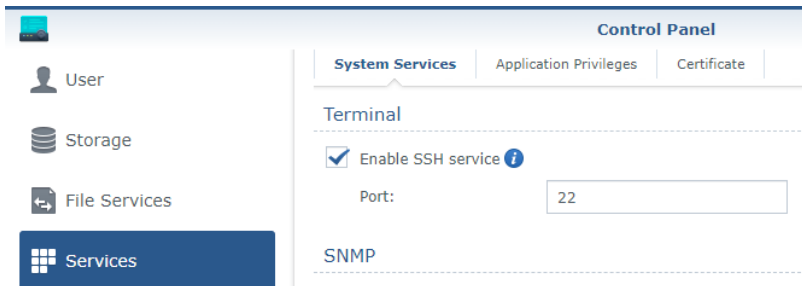 Control Panel
User
Storage
File Services
Services
System Services Application Privileges Certificate
Terminal
Enable SSH service
Port: 22
SNMP